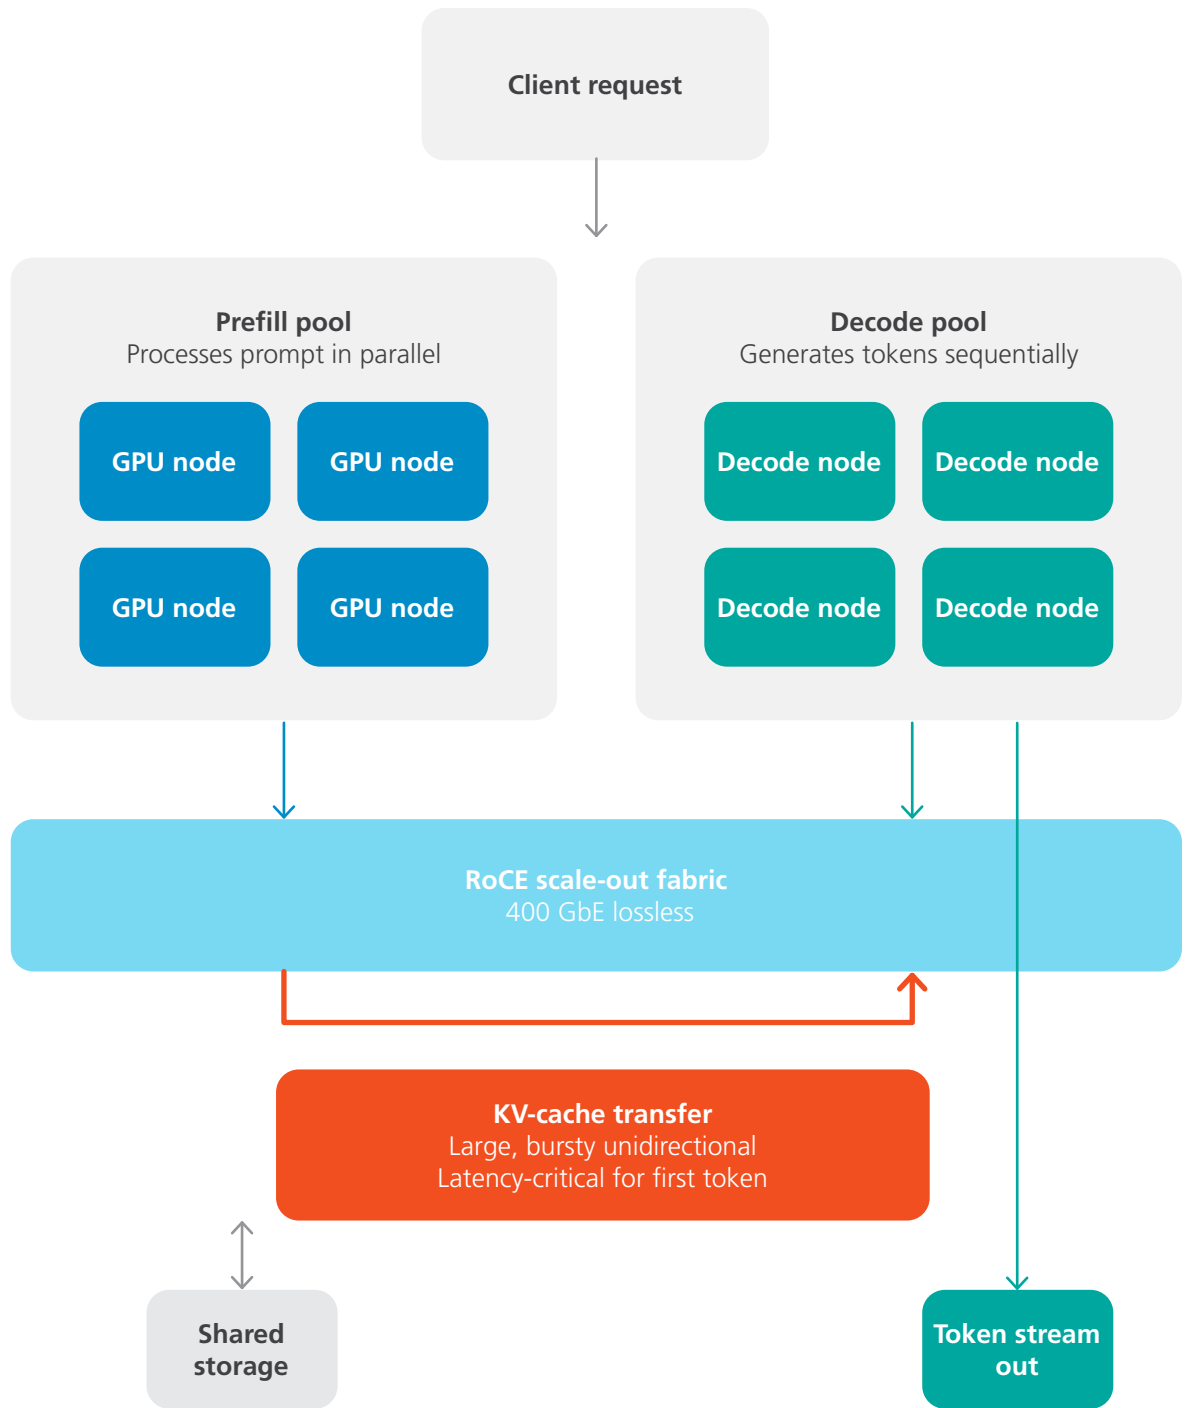 Client request
Prefill pool
Processes prompt in parallel
GPU node
GPU node
GPU node
GPU node
Decode pool
Generates tokens sequentially
Decode node
Decode node
Decode node
Decode node
RoCE scale-out fabric
400 GbE lossless
KV-cache transfer
Large, bursty unidirectional
Latency-critical for first token
Shared
storage
Token stream
out